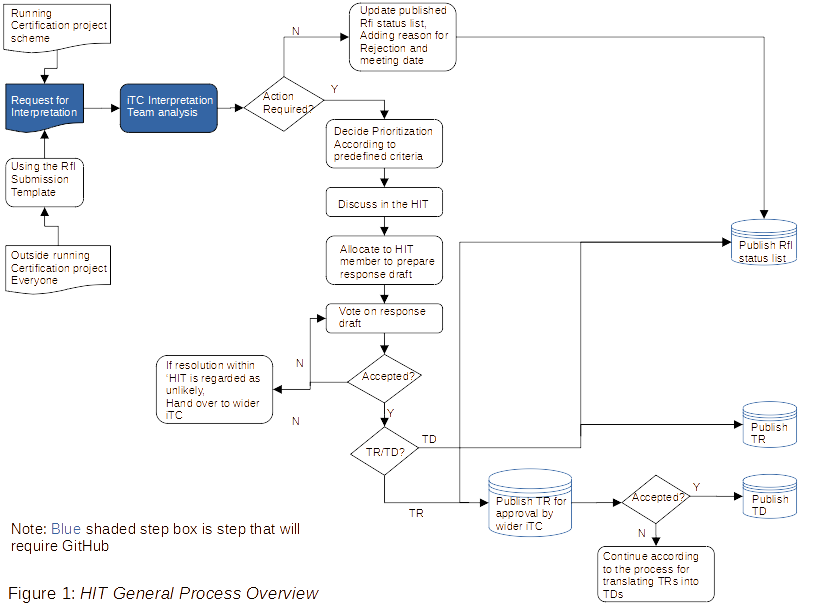 Running
Certification project
scheme
Request for
Interpretation
Using the RfI
Submission
Template
Outside running
Certification project
Everyone
iTC Interpretation
Team analysis
Action
Required?
N
Y
Update published
RfI status list,
Adding reason for
Rejection and
meeting date
Decide Prioritization
According to
predefined criteria
Discuss in the HIT
Allocate to HIT
member to prepare
response draft
Vote on response
draft
Accepted?
N
If resolution within
‘HIT is regarded as
unlikely,
Hand over to wider
iTC
N
Y
TR/TD?
TD
TR
Publish RfI
status list
Publish
TR
Publish TR for
approval by
wider iTC
Accepted?
Y
Publish
TD
N
Continue according
to the process for
translating TRs into
TDs
Note: Blue shaded step box is step that will
require GitHub
Figure 1: HIT General Process Overview